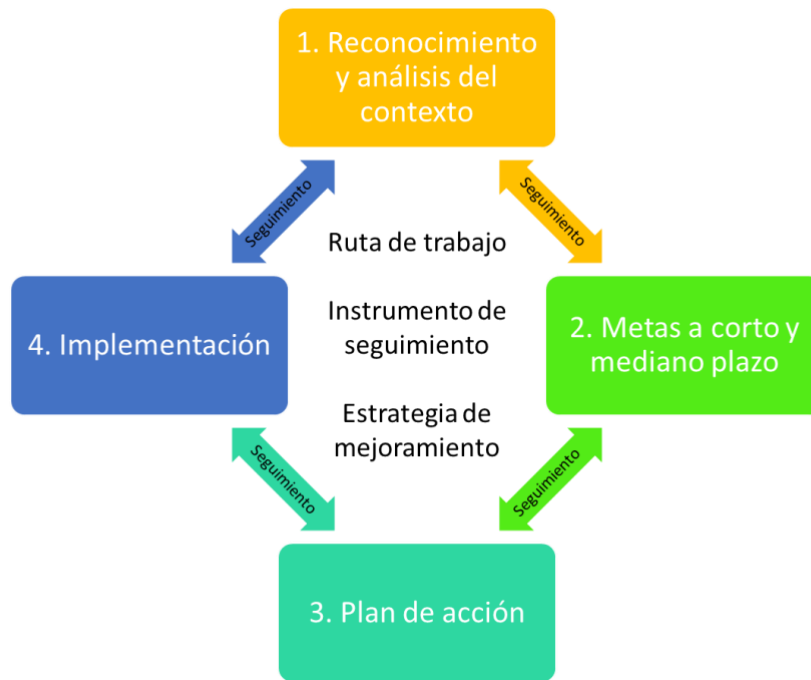 1. Reconocimiento
y análisis del
contexto
Seguimiento
Seguimiento
Ruta de trabajo
Instrumento de
seguimiento
Estrategia de
mejoramiento
4. Implementación
2. Metas a corto y
mediano plazo
Seguimiento
Seguimiento
3. Plan de acción